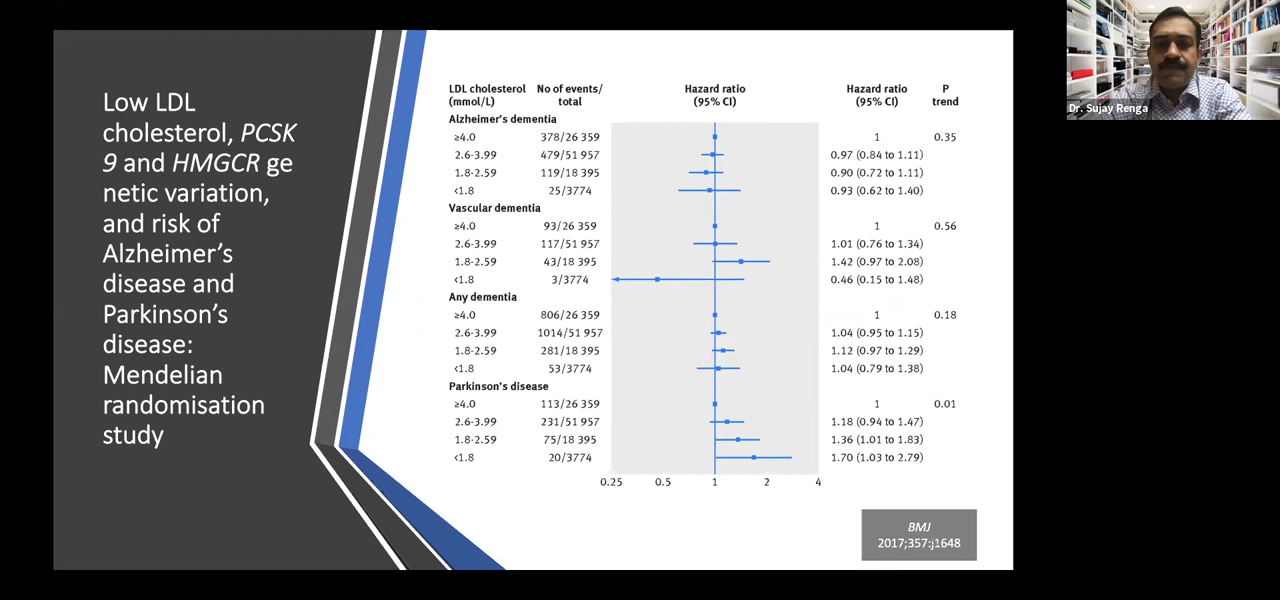 Low LDL
cholesterol, PCSK
9 and HMGCR ge
netic variation,
and risk of
Alzheimer's
disease and
Parkinson's
disease:
Mendelian
randomisation
study
LDL cholesterol No of events/ Hazard ratio Hazard ratio P
(mmol/L) total (95% CI) (95% CI) trend
Alzheimer's dementia
≥4.0 378/26 359 1 0.35
2.6-3.99 479/51 957 0.97 (0.84 to 1.11)
1.8-2.59 119/18 395 0.90 (0.72 to 1.11)
<1.8 25/3774 0.93 (0.62 to 1.40)
Vascular dementia
≥4.0 93/26 359 1 0.56
2.6-3.99 117/51 957 1.01 (0.76 to 1.34)
1.8-2.59 43/18 395 1.42 (0.97 to 2.08)
<1.8 3/3774 0.46 (0.15 to 1.48)
Any dementia
≥4.0 806/26 359 1 0.18
2.6-3.99 1014/51 957 1.04 (0.95 to 1.15)
1.8-2.59 281/18 395 1.12 (0.97 to 1.29)
<1.8 53/3774 1.04 (0.79 to 1.38)
Parkinson's disease
≥4.0 113/26 359 1 0.01
2.6-3.99 231/51 957 1.18 (0.94 to 1.47)
1.8-2.59 75/18 395 1.36 (1.01 to 1.83)
<1.8 20/3774 1.70 (1.03 to 2.79)
0.25 0.5 1 2 4
BMJ
2017;357:j1648
Dr. Sujay Renga